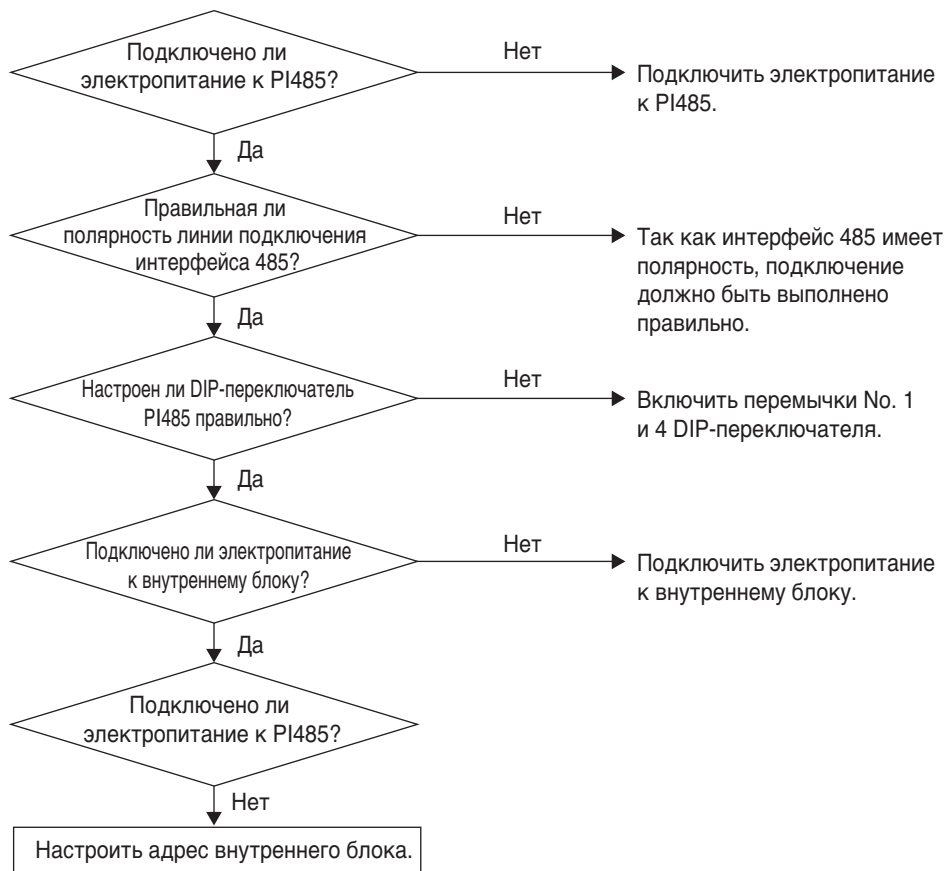 Подключено ли
электропитание к PI485?
Нет
Подключить электропитание
к PI485.
Да
Правильная ли
полярность линии подключения
интерфейса 485?
Нет
Так как интерфейс 485 имеет
полярность, подключение
должно быть выполнено
правильно.
Да
Настроен ли DIP-переключатель
PI485 правильно?
Нет
Включить перемычки No. 1
и 4 DIP-переключателя.
Да
Подключено ли электропитание
к внутреннему блоку?
Нет
Подключить электропитание
к внутреннему блоку.
Да
Подключено ли
электропитание к PI485?
Нет
Настроить адрес внутреннего блока.